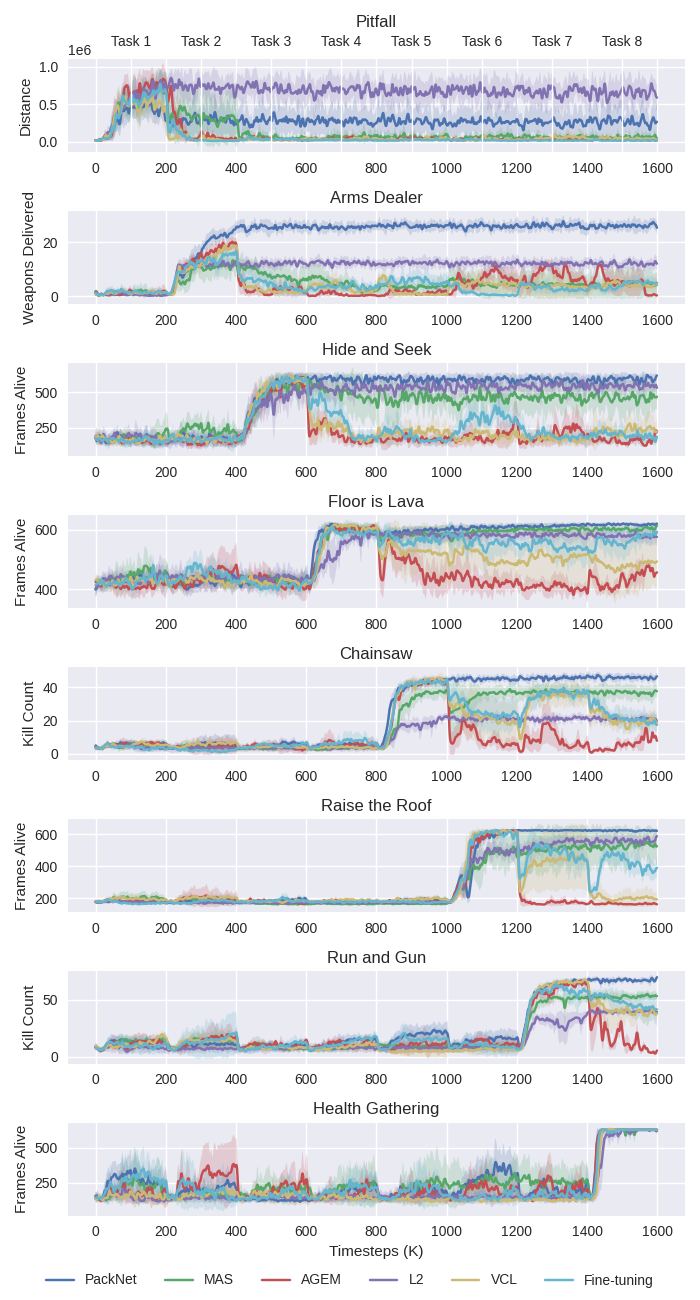 Pitfall
Task 1 Task 2 Task 3 Task 4 Task 5 Task 6 Task 7 Task 8
1e6
1.0
0.5
0.0
Distance
0 200 400 600 800 1000 1200 1400 1600
Arms Dealer
20
0
Weapons Delivered
0 200 400 600 800 1000 1200 1400 1600
Hide and Seek
500
250
Frames Alive
0 200 400 600 800 1000 1200 1400 1600
Floor is Lava
600
400
Frames Alive
0 200 400 600 800 1000 1200 1400 1600
Chainsaw
40
20
0
Kill Count
0 200 400 600 800 1000 1200 1400 1600
Raise the Roof
600
400
200
Frames Alive
0 200 400 600 800 1000 1200 1400 1600
Run and Gun
50
0
Kill Count
0 200 400 600 800 1000 1200 1400 1600
Health Gathering
500
250
Frames Alive
0 200 400 600 800 1000 1200 1400 1600
Timesteps (K)
PackNet MAS AGEM L2 VCL Fine-tuning